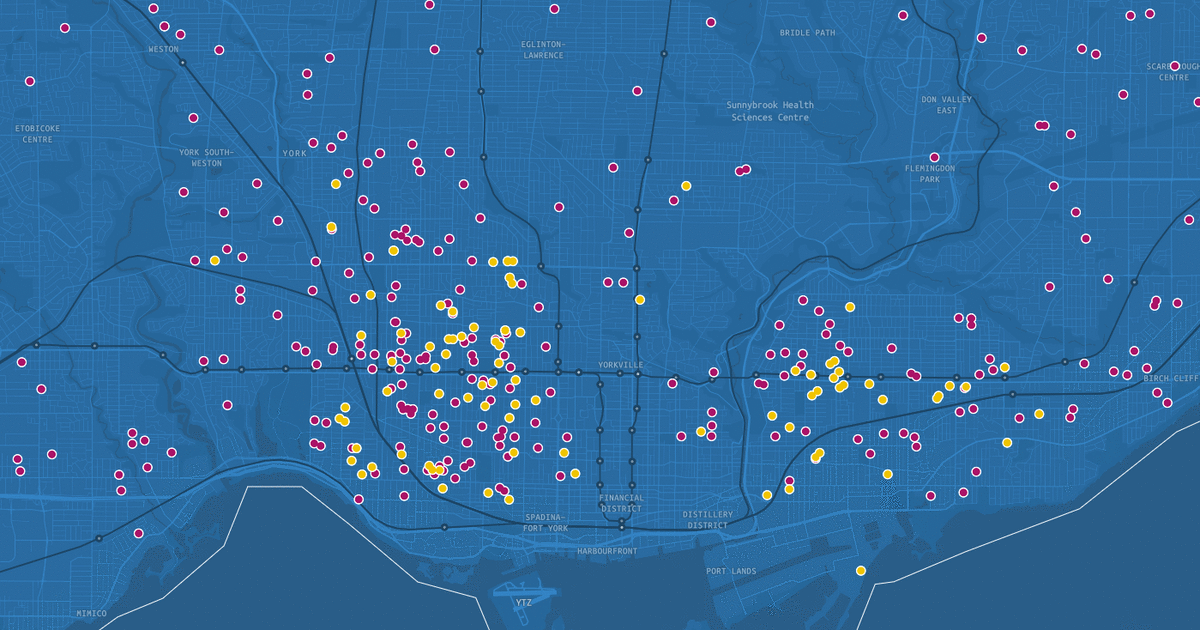 EGLINTON-
LAWRENCE
BRIDLE PATH
WESTON
SCARBOROUGH
CENTRE
Sunnybrook Health
Sciences Centre
DON VALLEY
EAST
ETOBICOKE
CENTRE
YORK SOUTH-
WESTON
YORK
FLEMINGDON
PARK
YORKVILLE
BIRCH CLIFF
FINANCIAL
DISTRICT
SPADINA-
FORT YORK
DISTILLERY
DISTRICT
HARBOURFRONT
PORT LANDS
YTZ
MIMICO